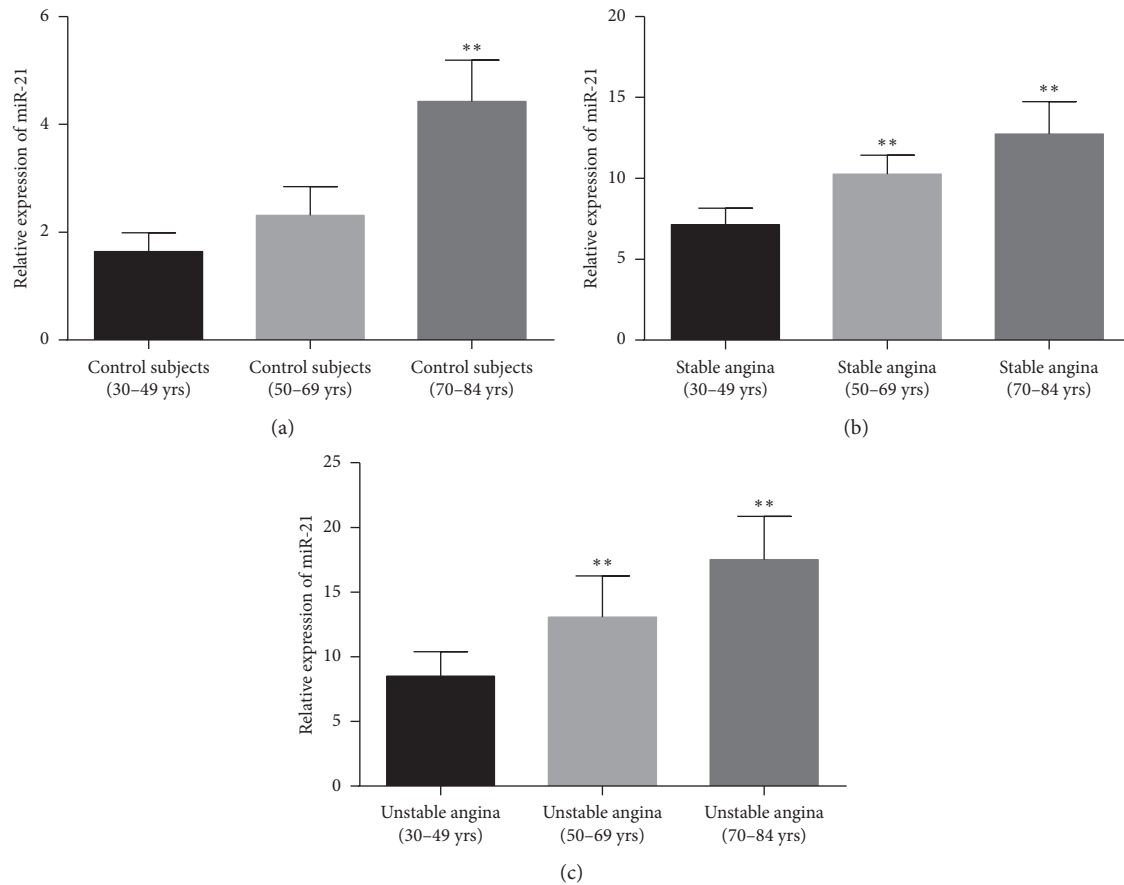 Relative expression of miR-21
6
4
2
0
**
Control subjects
(30–49 yrs)
Control subjects
(50–69 yrs)
Control subjects
(70–84 yrs)
(a)
Relative expression of miR-21
20
15
10
5
0
**
**
Stable angina
(30–49 yrs)
Stable angina
(50–69 yrs)
Stable angina
(70–84 yrs)
(b)
Relative expression of miR-21
25
20
15
10
5
0
**
**
Unstable angina
(30–49 yrs)
Unstable angina
(50–69 yrs)
Unstable angina
(70–84 yrs)
(c)